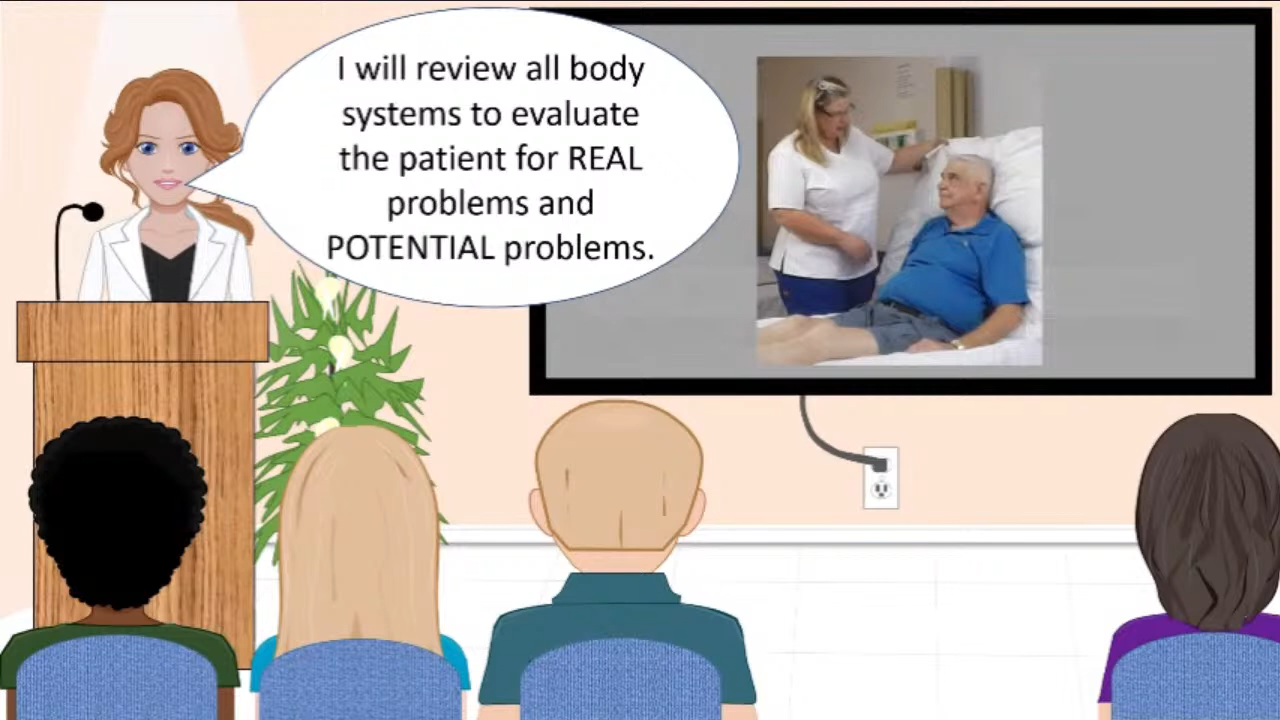 I will review all body
systems to evaluate
the patient for REAL
problems and
POTENTIAL problems.